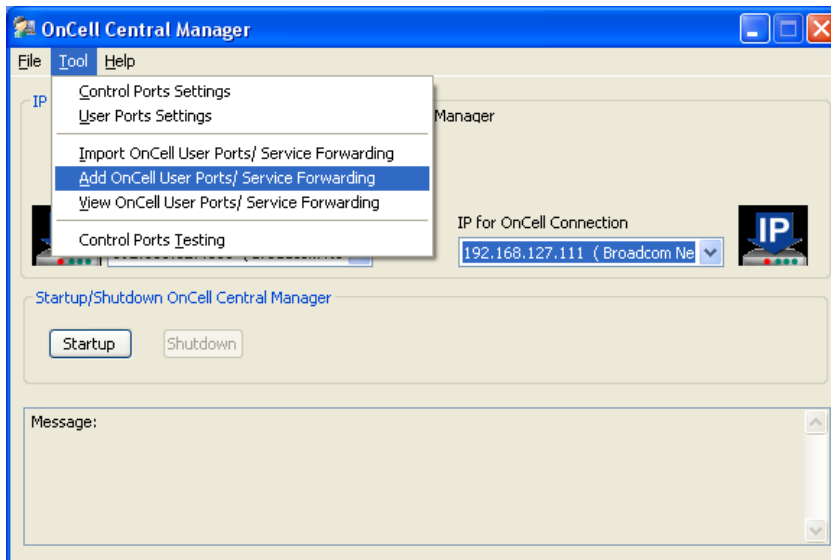 OnCell Central Manager
File Tool Help
Control Ports Settings
User Ports Settings
Import OnCell User Ports/ Service Forwarding
Add OnCell User Ports/ Service Forwarding
View OnCell User Ports/ Service Forwarding
Control Ports Testing
IP
Manager
IP for OnCell Connection
192.168.127.111 ( Broadcom Ne
IP
Startup/Shutdown OnCell Central Manager
Startup Shutdown
Message: